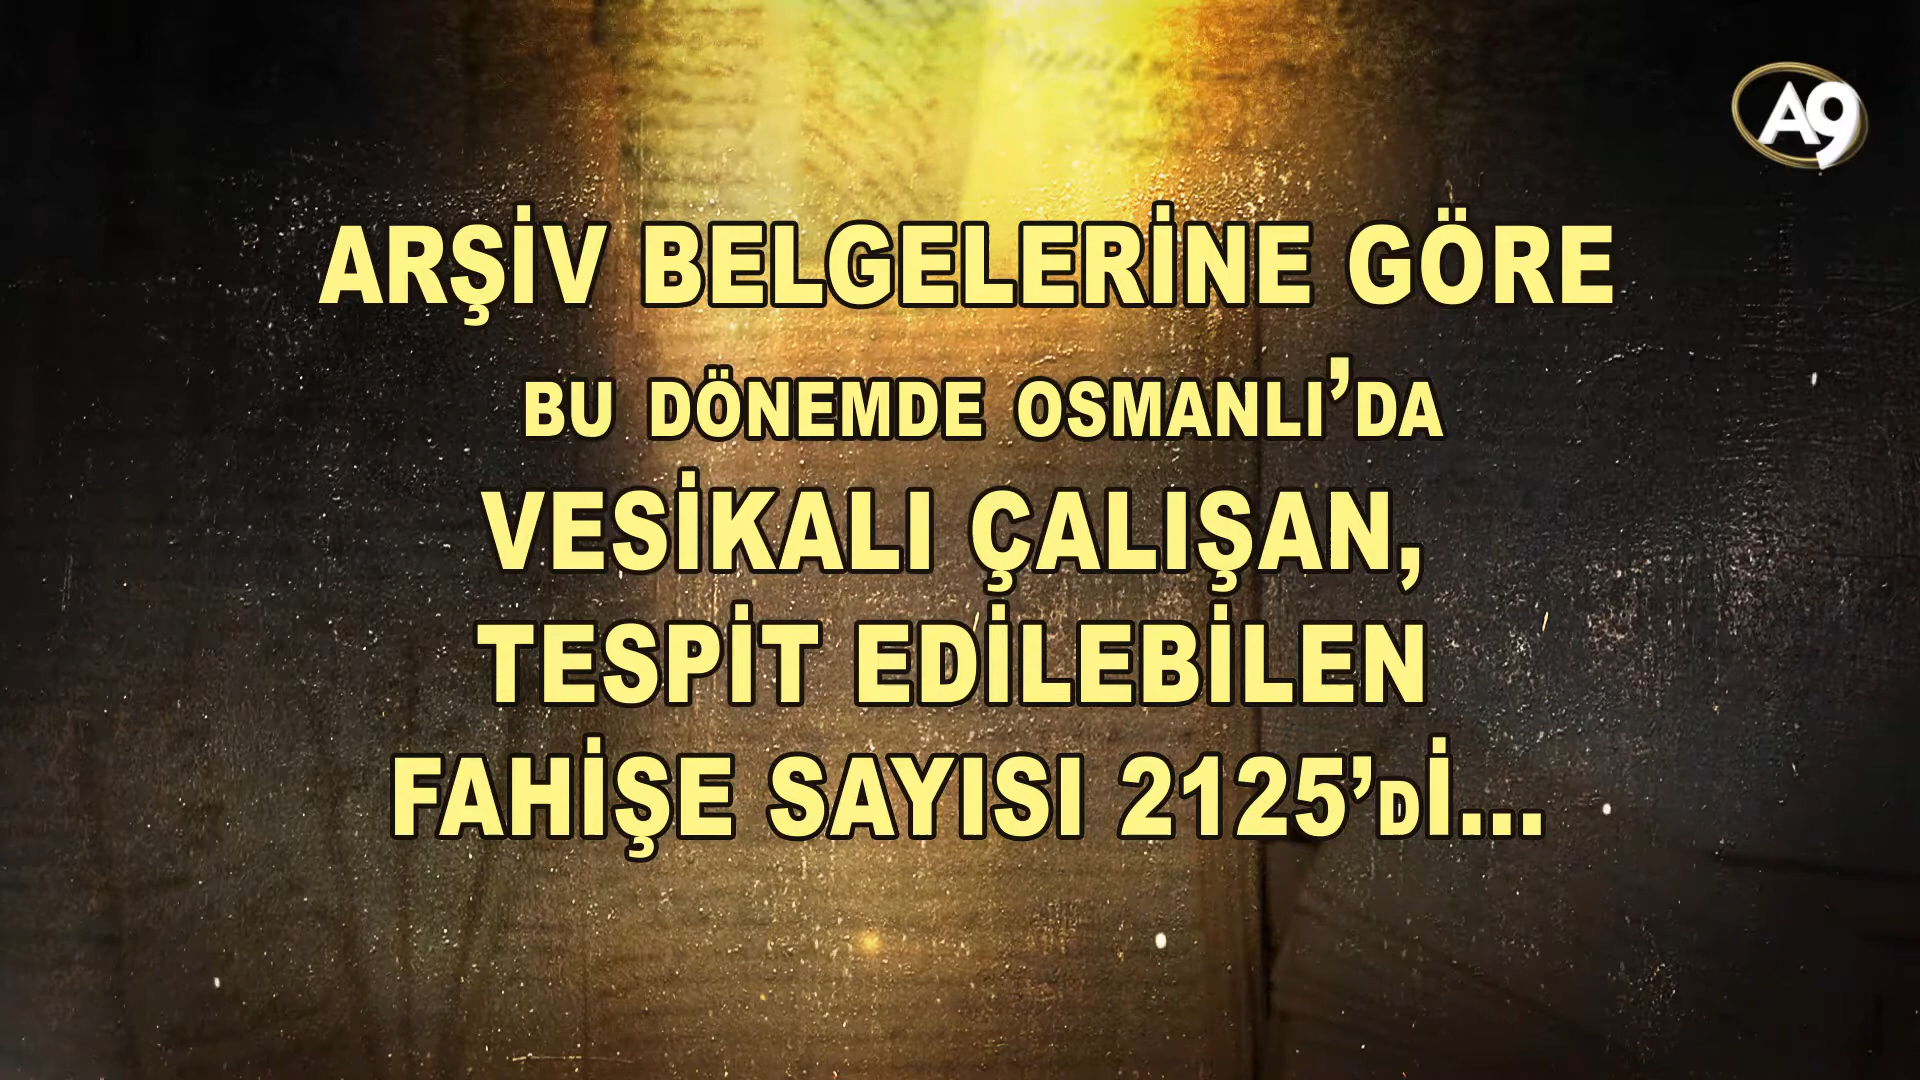 A9
ARŞİV BELGELERİNE GÖRE
BU DÖNEMDE OSMANLI’DA
VESİKALI ÇALIŞAN,
TESPİT EDİLEBİLEN
FAHİŞE SAYISI 2125’Dİ...